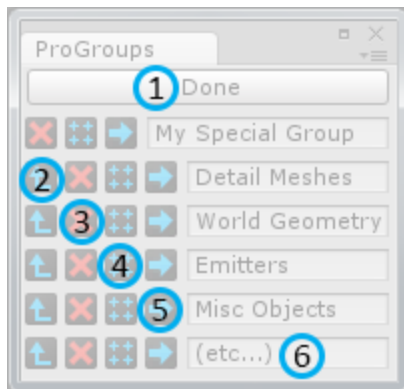 ProGroups
1 Done
My Special Group
2 Detail Meshes
3 World Geometry
4 Emitters
5 Misc Objects
(etc...) 6